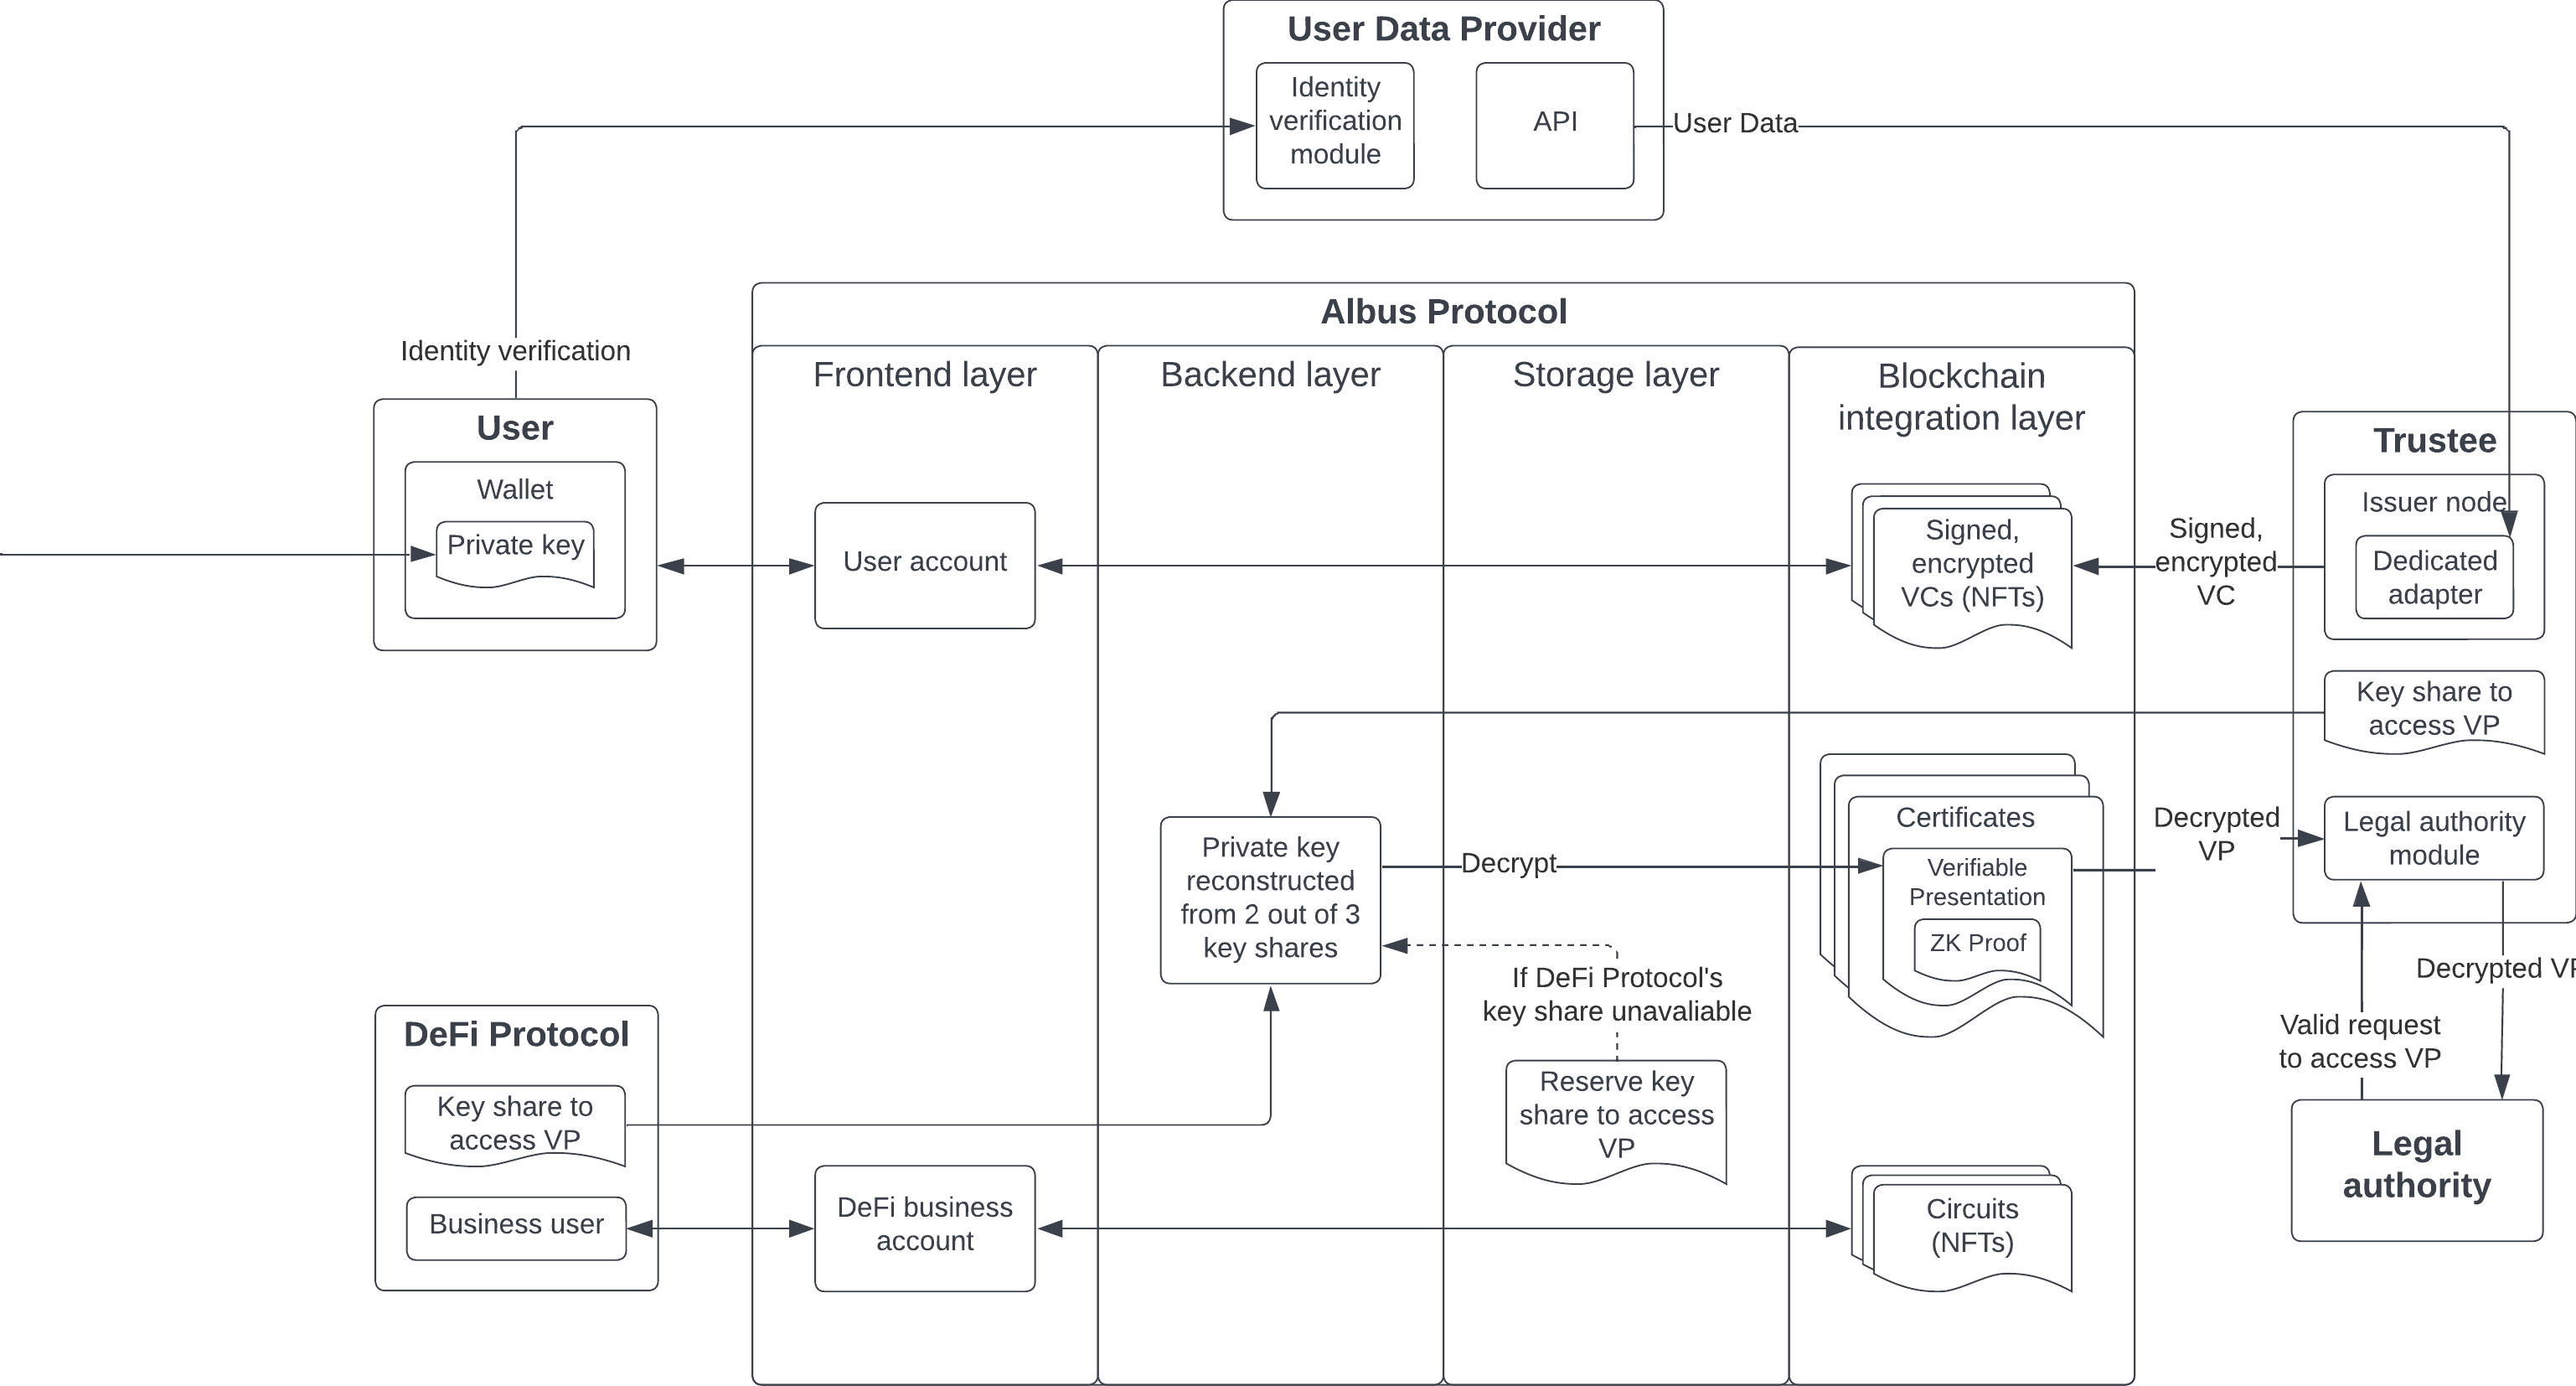 User Data Provider
Identity
verification
module
API
User Data
Albus Protocol
Identity verification
Frontend layer
Backend layer
Storage layer
Blockchain
integration layer
User
Wallet
Private key
User account
Signed,
encrypted
VCs (NFTs)
Signed,
encrypted
VC
Trustee
Issuer node
Dedicated
adapter
Key share to
access VP
Private key
reconstructed
from 2 out of 3
key shares
Decrypt
Certificates
Verifiable
Presentation
ZK Proof
Decrypted
VP
Legal authority
module
If DeFi Protocol's
key share unavaliable
Decrypted VP
Valid request
to access VP
DeFi Protocol
Key share to
access VP
Business user
DeFi business
account
Reserve key
share to access
VP
Circuits
(NFTs)
Legal
authority